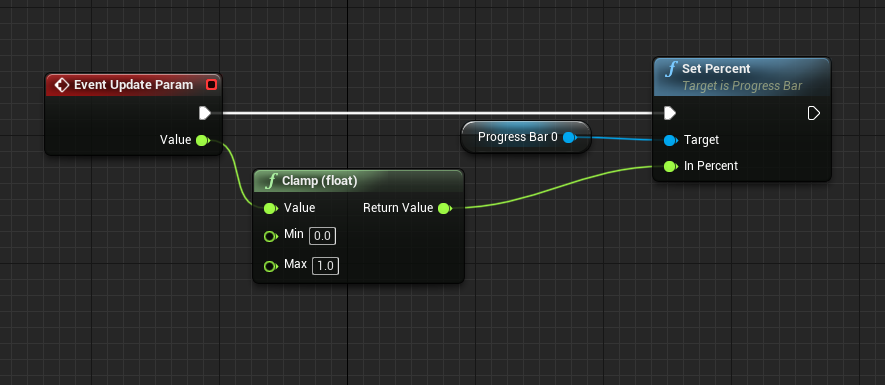 Event Update Param
Value
Clamp (float)
Value
Return Value
Min 0.0
Max 1.0
Progress Bar 0
f Set Percent
Target is Progress Bar
Target
In Percent